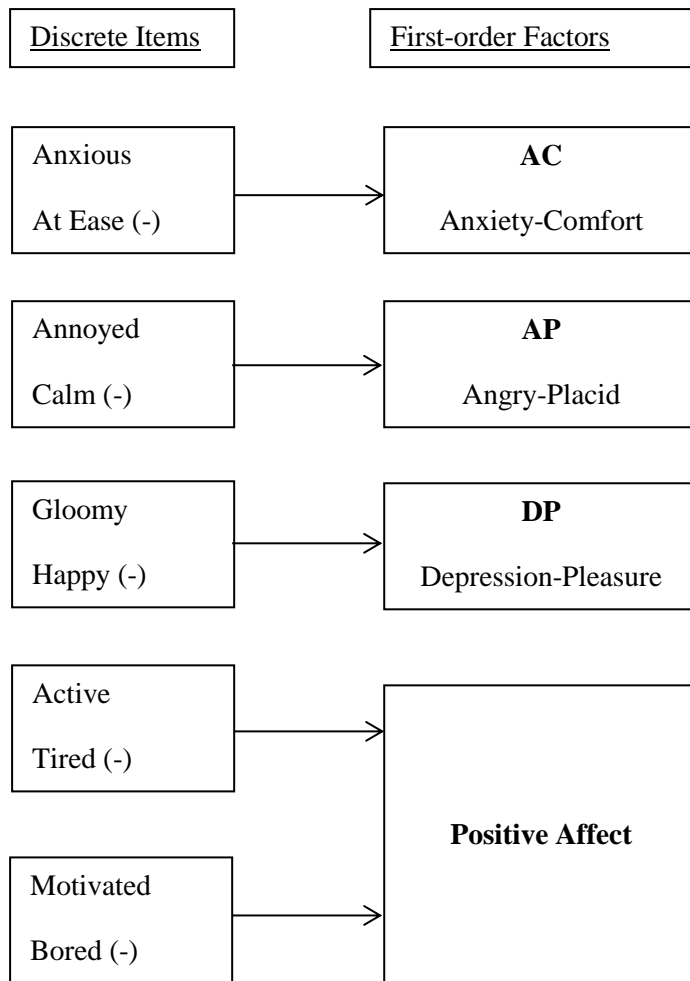 Discrete Items
First-order Factors
Anxious
At Ease (-)
AC
Anxiety-Comfort
Annoyed
Calm (-)
AP
Angry-Placid
Gloomy
Happy (-)
DP
Depression-Pleasure
Active
Tired (-)
Positive Affect
Motivated
Bored (-)